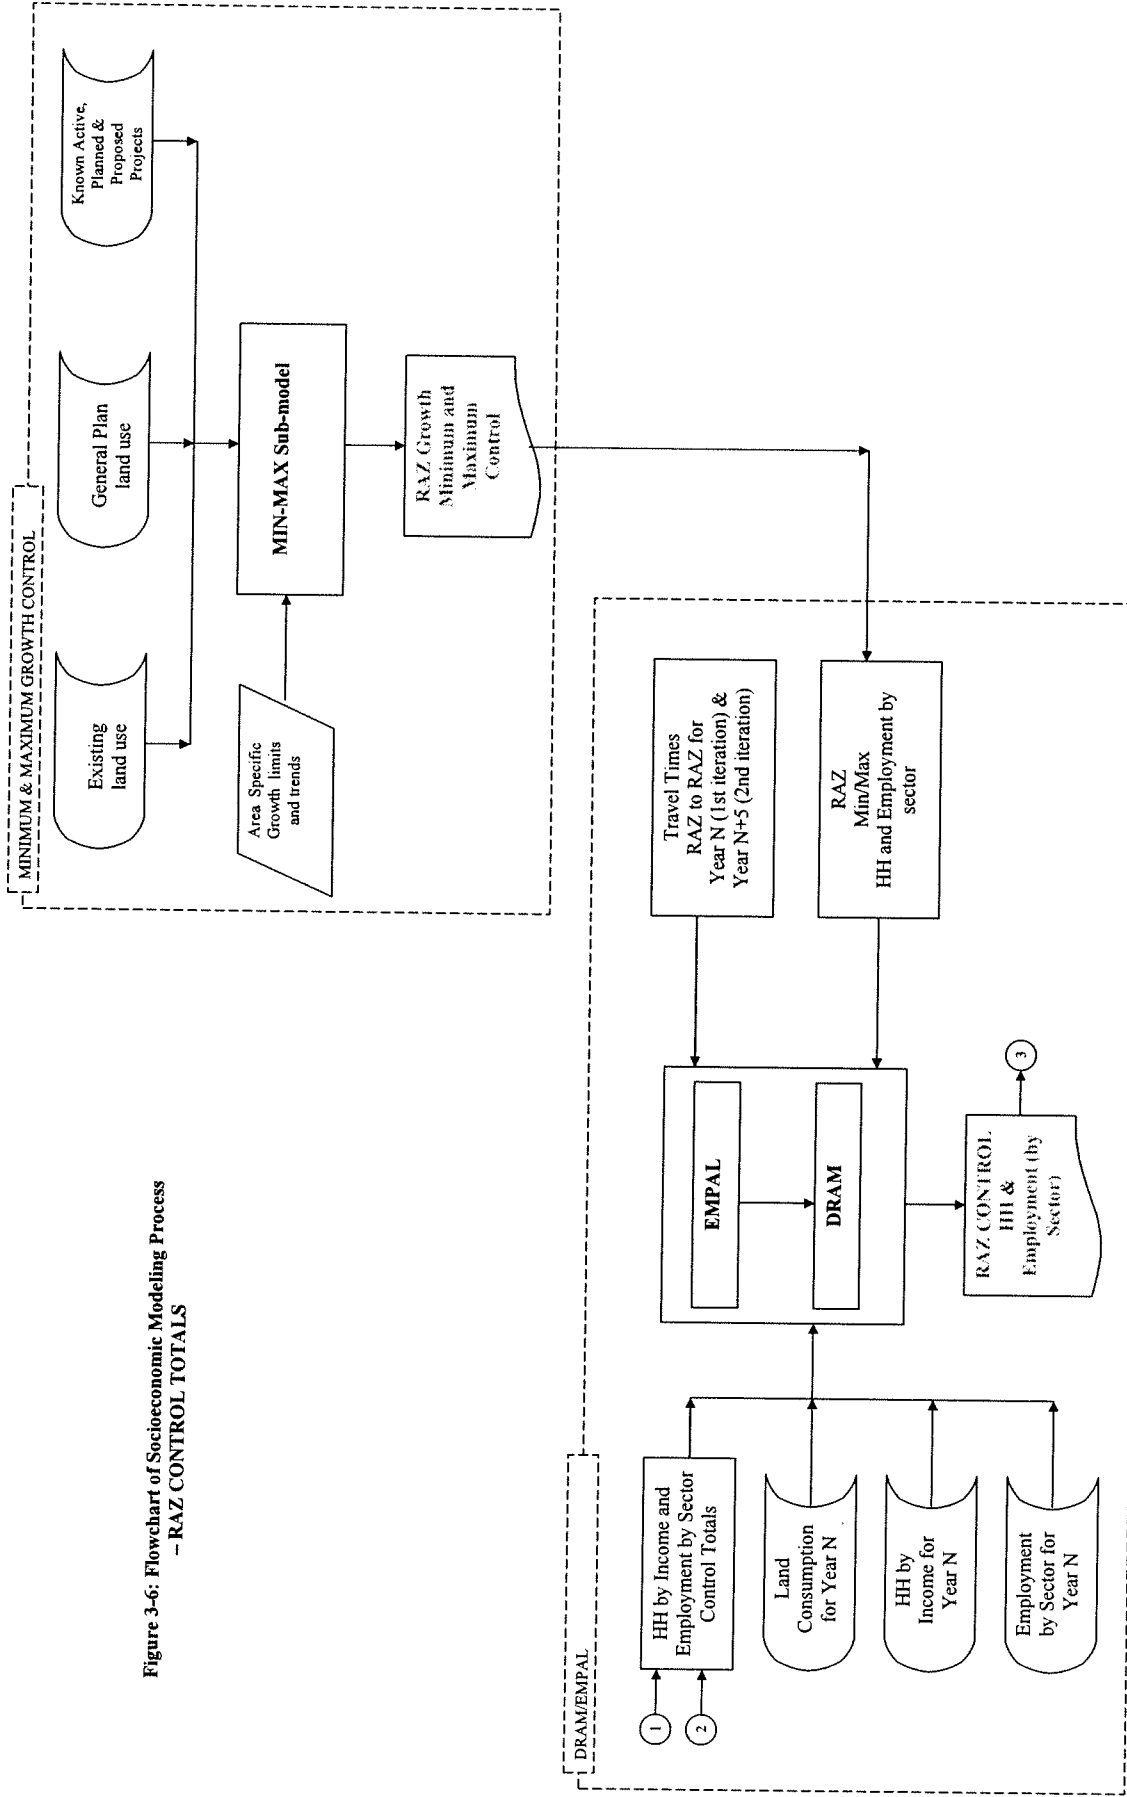 Figure 3-6: Flowchart of Socioeconomic Modeling Process
– RAZ CONTROL TOTALS
MINIMUM & MAXIMUM GROWTH CONTROL
Existing
land use
General Plan
land use
Known Active,
Planned &
Proposed
Projects
Area Specific
Growth limits
and trends
MIN-MAX Sub-model
RAZ Growth
Minimum and
Maximum
Control
DRAM/EMPAL
1
2
HH by Income and
Employment by Sector
Control Totals
Land
Consumption
for Year N
HH by
Income for
Year N
Employment
by Sector for
Year N
EMPAL
DRAM
Travel Times
RAZ to RAZ for
Year N (1st iteration) &
Year N+5 (2nd iteration)
RAZ
Min/Max
HH and Employment by
sector
RAZ CONTROL
HH &
Employment (by
Sector)
3